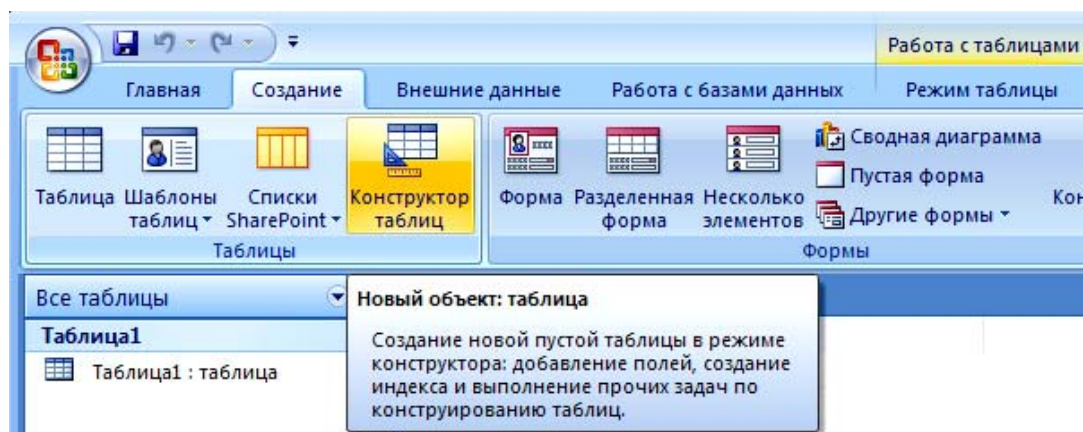 Работа с таблицами
Главная Создание Внешние данные Работа с базами данных Режим таблицы
Таблица Шаблоны таблиц Списки SharePoint Конструктор таблиц
Таблицы
Форма Разделенная форма Несколько элементов
Сводная диаграмма
Пустая форма
Другие формы
Формы
Все таблицы
Таблица1
Таблица1 : таблица
Новый объект: таблица
Создание новой пустой таблицы в режиме
конструктора: добавление полей, создание
индекса и выполнение прочих задач по
конструированию таблиц.